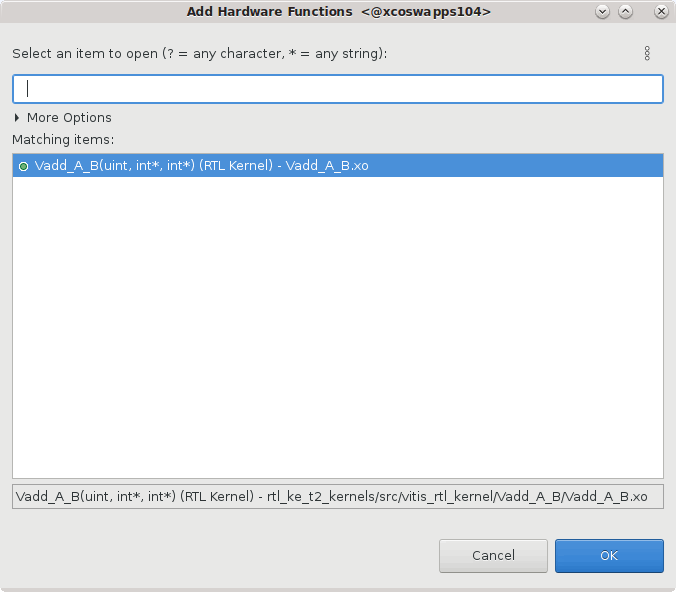 Add Hardware Functions <@xcoswapps104>
Select an item to open (? = any character, * = any string):
More Options
Matching items:
Vadd_A_B(uint, int*, int*) (RTL Kernel) - Vadd_A_B.xo
Vadd_A_B(uint, int*, int*) (RTL Kernel) - rtl_ke_t2_kernels/src/vitis_rtl_kernel/Vadd_A_B/Vadd_A_B.xo
Cancel
OK